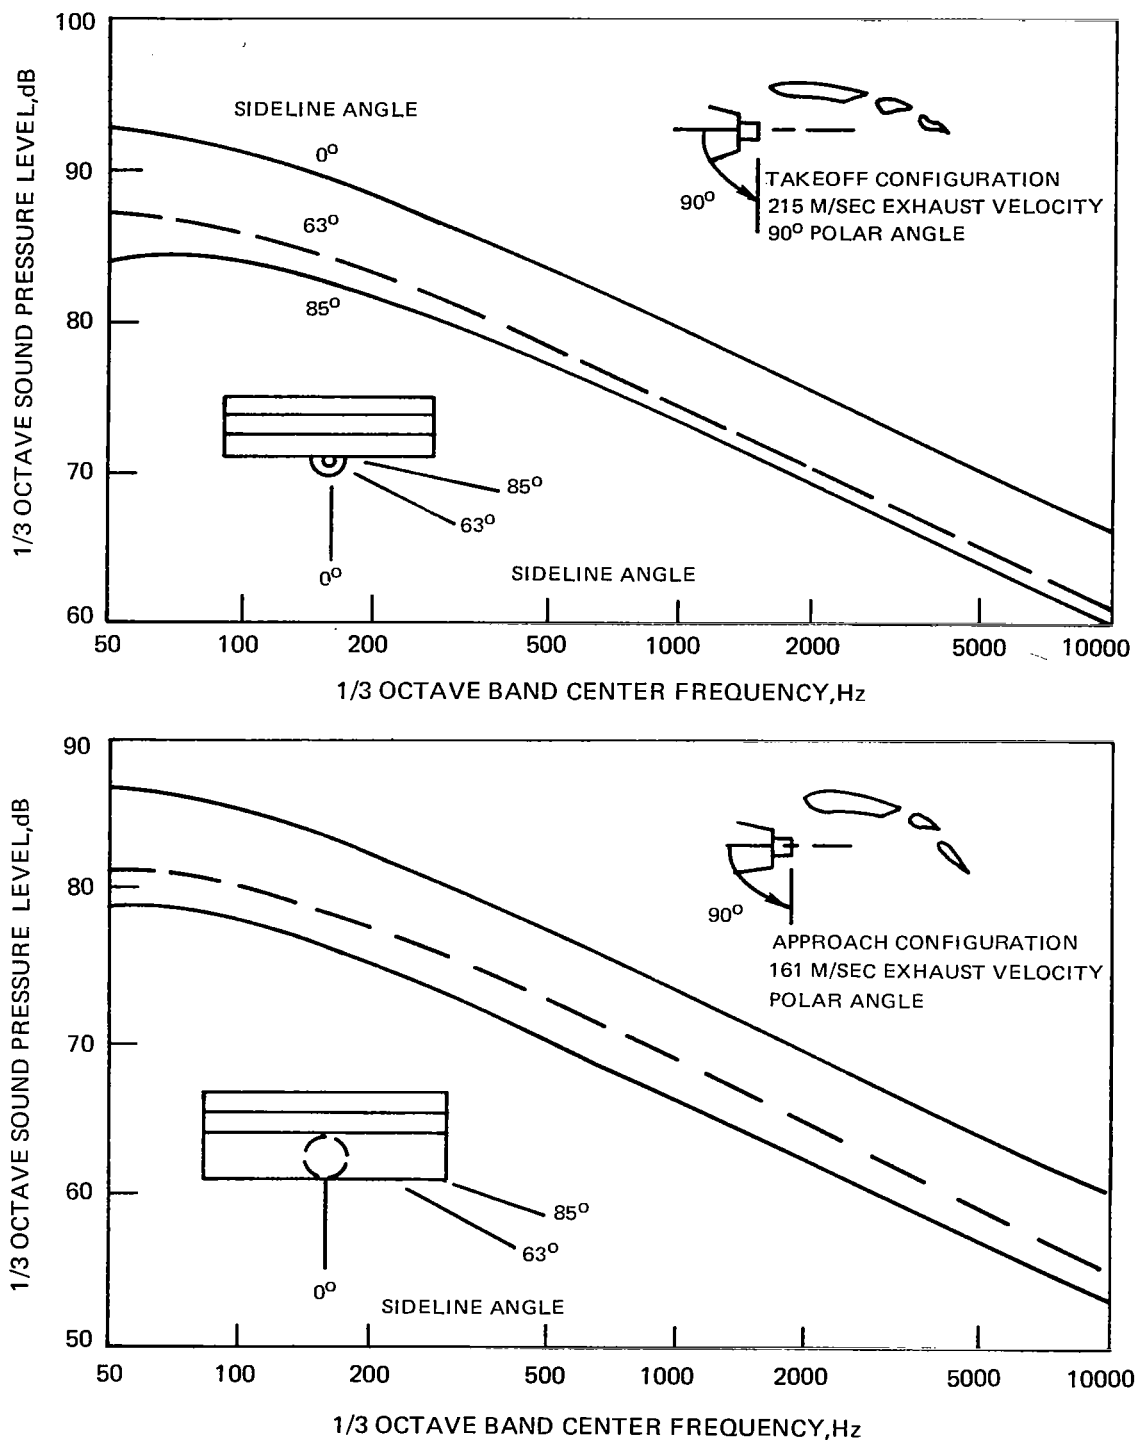 100
90
80
70
60
1/3 OCTAVE SOUND PRESSURE LEVEL,dB
SIDELINE ANGLE
0°
63°
85°
90°
TAKEOFF CONFIGURATION
215 M/SEC EXHAUST VELOCITY
90° POLAR ANGLE
85°
63°
0°
SIDELINE ANGLE
50 100 200 500 1000 2000 5000 10000
1/3 OCTAVE BAND CENTER FREQUENCY,Hz
90
80
70
60
50
1/3 OCTAVE SOUND PRESSURE LEVEL,dB
90°
APPROACH CONFIGURATION
161 M/SEC EXHAUST VELOCITY
POLAR ANGLE
85°
63°
0°
SIDELINE ANGLE
50 100 200 500 1000 2000 5000 10000
1/3 OCTAVE BAND CENTER FREQUENCY,Hz